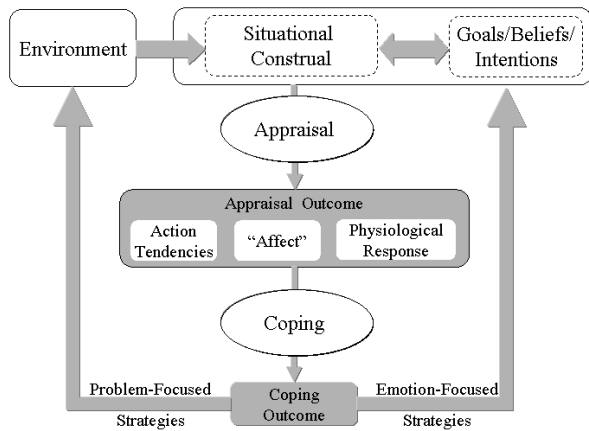 Environment
Situational
Construal
Goals/Beliefs/
Intentions
Appraisal
Appraisal Outcome
Action
Tendencies
“Affect”
Physiological
Response
Coping
Problem-Focused
Strategies
Coping
Outcome
Emotion-Focused
Strategies